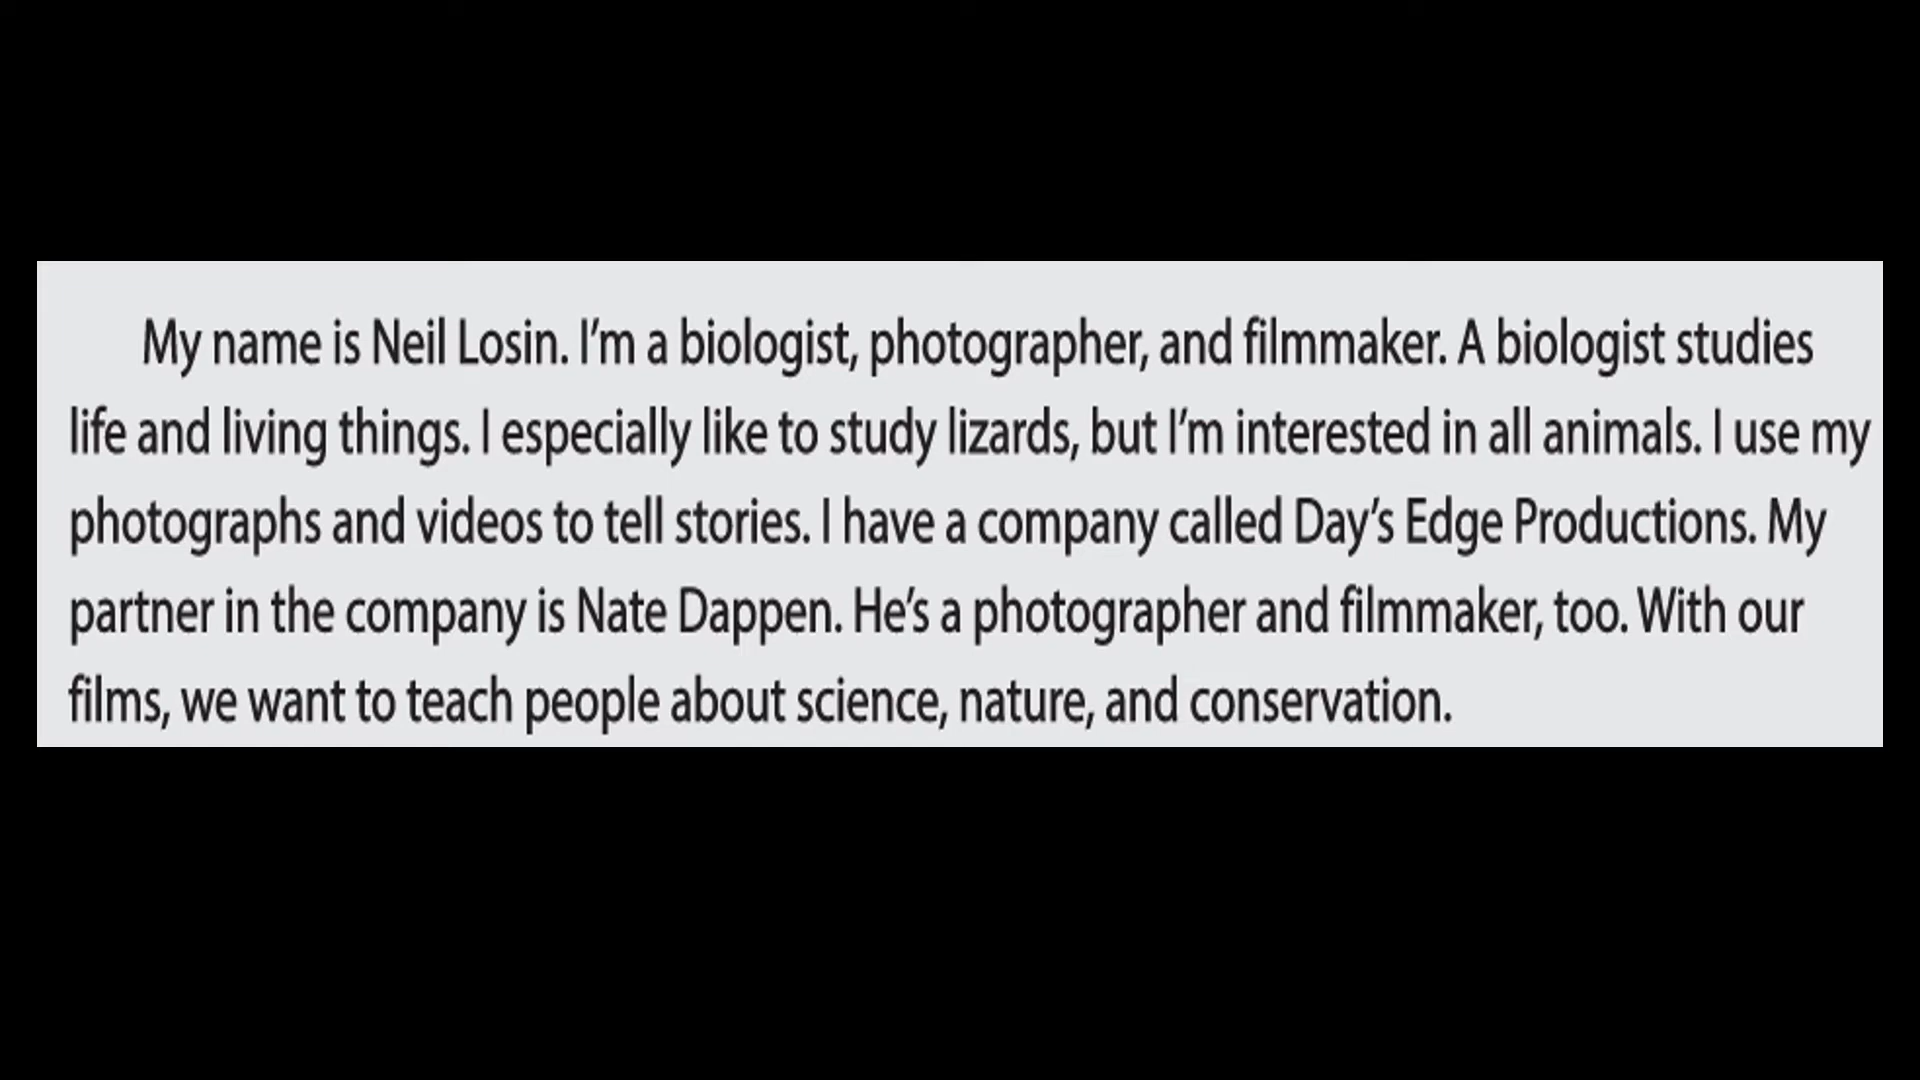 My name is Neil Losin. I’m a biologist, photographer, and filmmaker. A biologist studies
life and living things. I especially like to study lizards, but I’m interested in all animals. I use my
photographs and videos to tell stories. I have a company called Day’s Edge Productions. My
partner in the company is Nate Dappen. He’s a photographer and filmmaker, too. With our
films, we want to teach people about science, nature, and conservation.